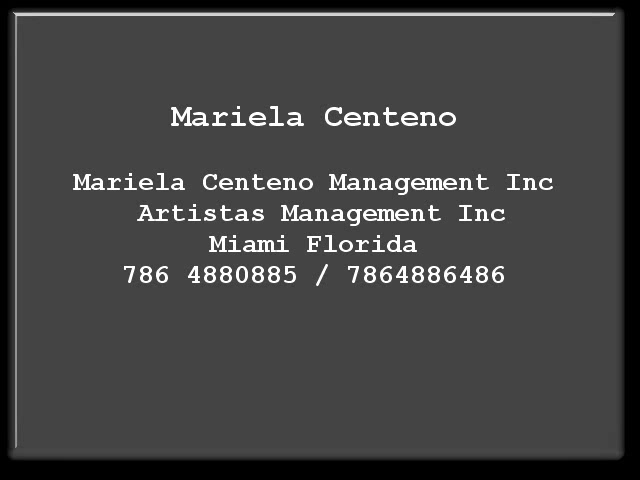 Mariela Centeno
Mariela Centeno Management Inc
Artistas Management Inc
Miami Florida
786 4880885 / 7864886486